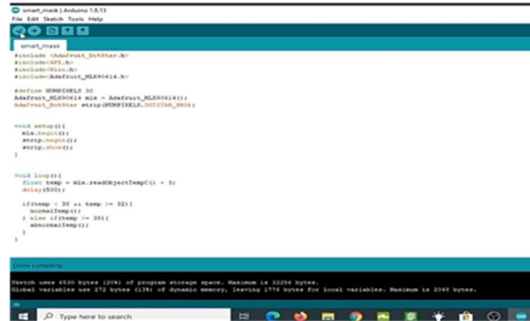 smart_mask | Arduino 1.8.13
File Edit Sketch Tools Help
smart_mask
#include <Adafruit_DotStar.h>
#include<SPI.h>
#include<Wire.h>
#include<Adafruit_MLX90614.h>
#define NUMPIXELS 30
Adafruit_MLX90614 mlx = Adafruit_MLX90614();
Adafruit_DotStar strip(NUMPIXELS,DOTSTAR_BRG);
void setup(){
mlx.begin();
strip.begin();
strip.show();
}
void loop(){
float temp = mlx.readObjectTempC() + 3;
delay(500);
if(temp < 38 && temp >= 32){
normalTemp();
} else if(temp >= 38){
abnormalTemp();
}
}
Done compiling.
Sketch uses 6530 bytes (20%) of program storage space. Maximum is 32256 bytes.
Global variables use 272 bytes (13%) of dynamic memory, leaving 1776 bytes for local variables. Maximum is 2048 bytes.
Type here to search